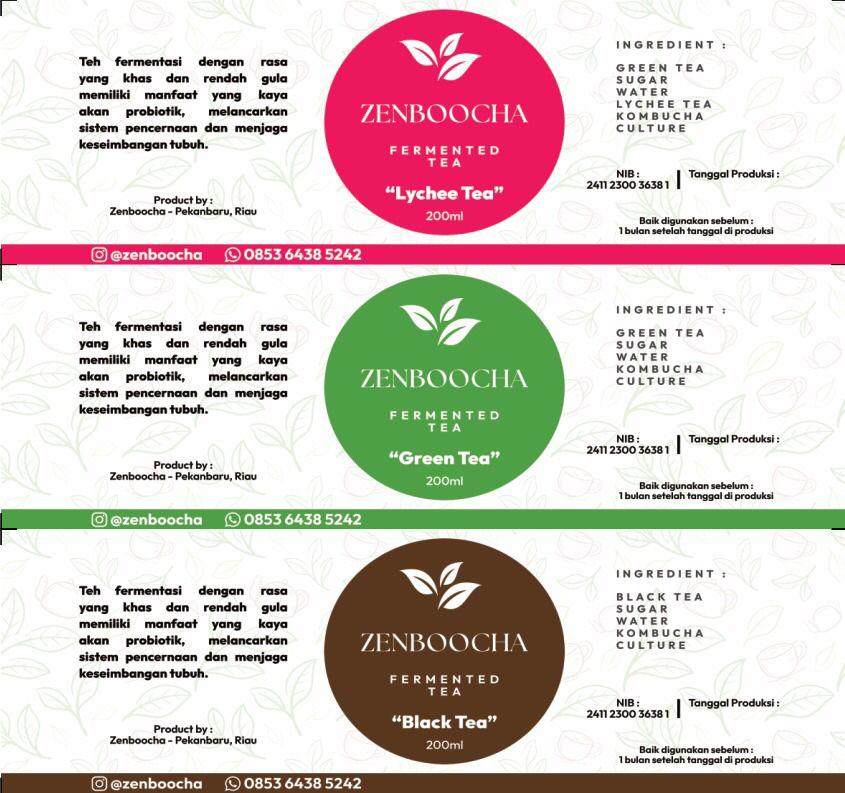 Teh fermentasi dengan rasa
yang khas dan rendah gula
memiliki manfaat yang kaya
akan probiotik, melancarkan
sistem pencernaan dan menjaga
keseimbangan tubuh.
Product by :
Zenboocha - Pekanbaru, Riau
@zenboocha 0853 6438 5242
ZENBOOCHA
FERMENTED
TEA
“Lychee Tea”
200ml
INGREDIENT :
GREEN TEA
SUGAR
WATER
LYCHEE TEA
KOMBUCHA
CULTURE
NIB :
2411 2300 3638 1
Tanggal Produksi :
Baik digunakan sebelum :
1 bulan setelah tanggal di produksi
Teh fermentasi dengan rasa
yang khas dan rendah gula
memiliki manfaat yang kaya
akan probiotik, melancarkan
sistem pencernaan dan menjaga
keseimbangan tubuh.
Product by :
Zenboocha - Pekanbaru, Riau
@zenboocha 0853 6438 5242
ZENBOOCHA
FERMENTED
TEA
“Green Tea”
200ml
INGREDIENT :
GREEN TEA
SUGAR
WATER
KOMBUCHA
CULTURE
NIB :
2411 2300 3638 1
Tanggal Produksi :
Baik digunakan sebelum :
1 bulan setelah tanggal di produksi
Teh fermentasi dengan rasa
yang khas dan rendah gula
memiliki manfaat yang kaya
akan probiotik, melancarkan
sistem pencernaan dan menjaga
keseimbangan tubuh.
Product by :
Zenboocha - Pekanbaru, Riau
@zenboocha 0853 6438 5242
ZENBOOCHA
FERMENTED
TEA
“Black Tea”
200ml
INGREDIENT :
BLACK TEA
SUGAR
WATER
KOMBUCHA
CULTURE
NIB :
2411 2300 3638 1
Tanggal Produksi :
Baik digunakan sebelum :
1 bulan setelah tanggal di produksi